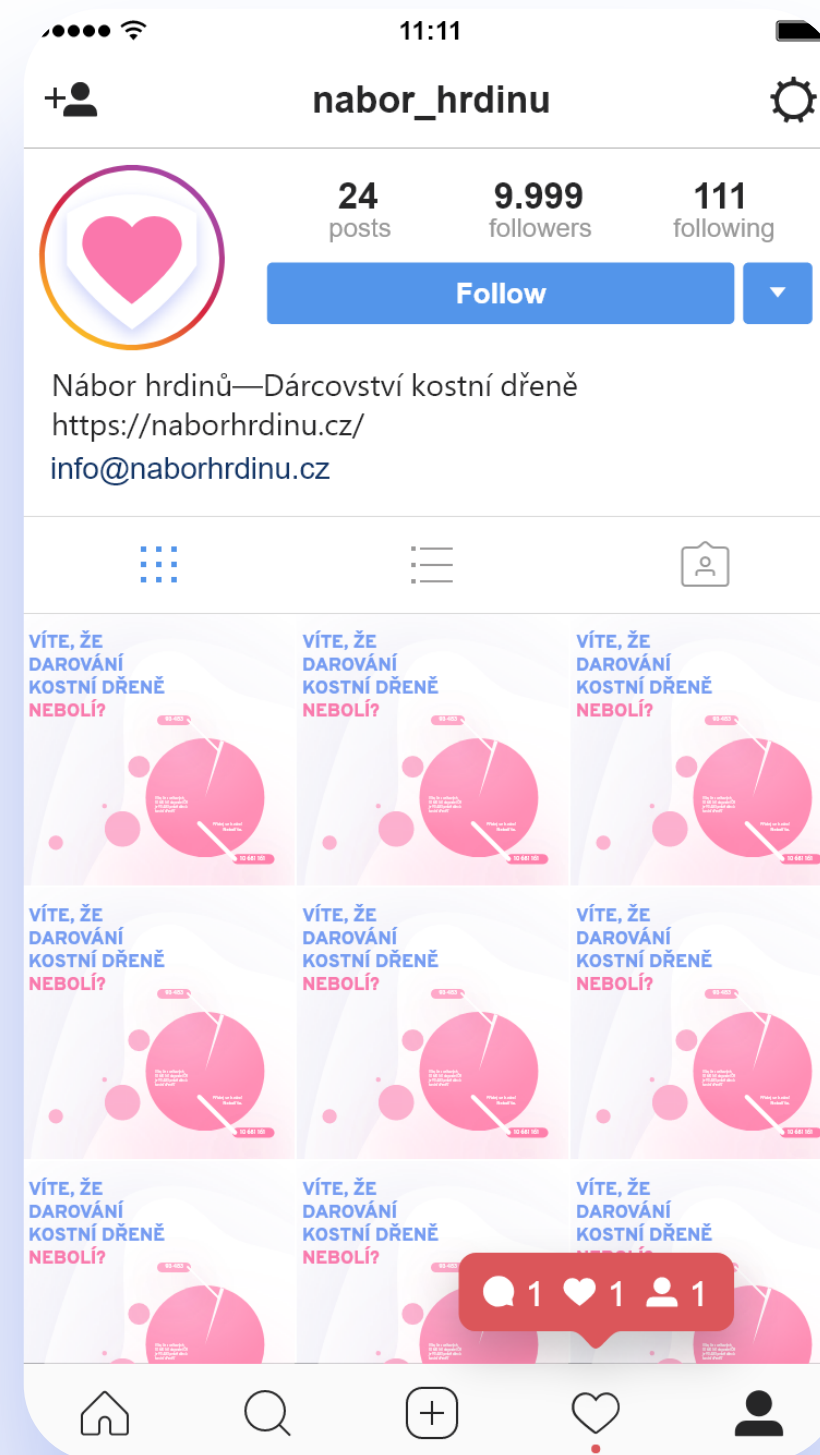 11:11
nabor_hrdinu
24 9.999 111
posts followers following
Follow
Nábor hrdinů—Dárcovství kostní dřeně
https://naborhrdinu.cz/
info@naborhrdinu.cz
VÍTE, ŽE VÍTE, ŽE VÍTE, ŽE
DAROVÁNÍ DAROVÁNÍ DAROVÁNÍ
KOSTNÍ DŘENĚ KOSTNÍ DŘENĚ KOSTNÍ DŘENĚ
NEBOLÍ? NEBOLÍ? NEBOLÍ?
VÍTE, ŽE VÍTE, ŽE VÍTE, ŽE
DAROVÁNÍ DAROVÁNÍ DAROVÁNÍ
KOSTNÍ DŘENĚ KOSTNÍ DŘENĚ KOSTNÍ DŘENĚ
NEBOLÍ? NEBOLÍ? NEBOLÍ?
VÍTE, ŽE VÍTE, ŽE VÍTE, ŽE
DAROVÁNÍ DAROVÁNÍ DAROVÁNÍ
KOSTNÍ DŘENĚ KOSTNÍ DŘENĚ KOSTNÍ DŘENĚ
NEBOLÍ? NEBOLÍ?
1 1 1